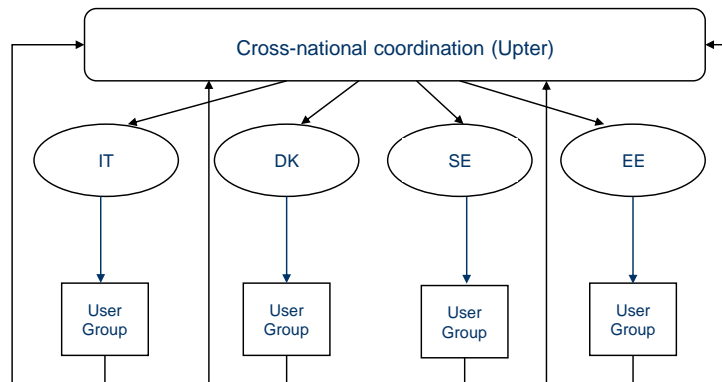 Cross-national coordination (Upter)
IT
DK
SE
EE
User
Group
User
Group
User
Group
User
Group